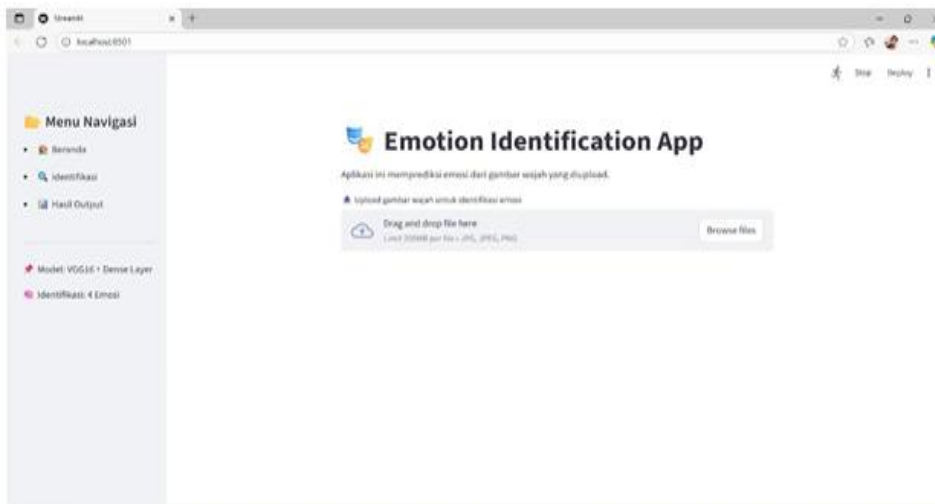 Streamlit
localhost:8501
Stop Deploy
Menu Navigasi
Beranda
Identifikasi
Hasil Output
Model: VGG16 + Dense Layer
Identifikasi: 4 Emosi
Emotion Identification App
Aplikasi ini memprediksi emosi dari gambar wajah yang diupload.
Upload gambar wajah untuk identifikasi emosi
Drag and drop file here
Limit 200MB per file • JPG, JPEG, PNG
Browse files